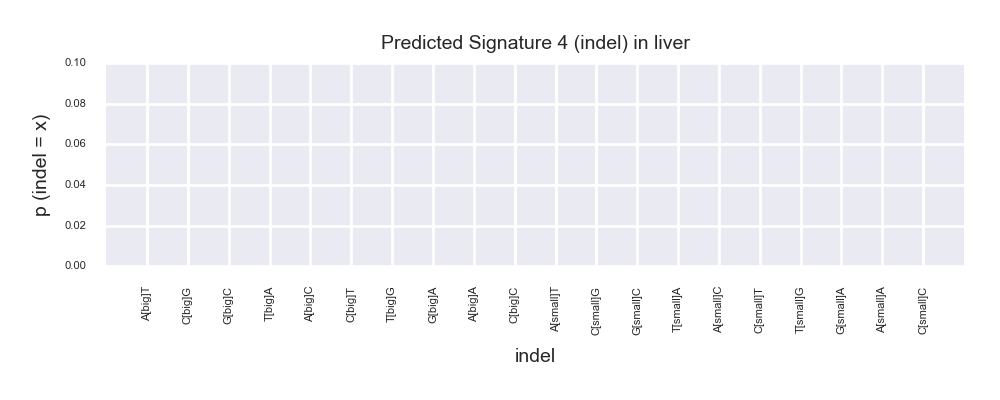 Predicted Signature 4 (indel) in liver
p (indel = x)
0.10
0.08
0.06
0.04
0.02
0.00
A[big]T
C[big]G
G[big]C
T[big]A
A[big]C
C[big]T
T[big]G
G[big]A
A[big]A
C[big]C
A[small]T
C[small]G
G[small]C
T[small]A
A[small]C
C[small]T
T[small]G
G[small]A
A[small]A
C[small]C
indel